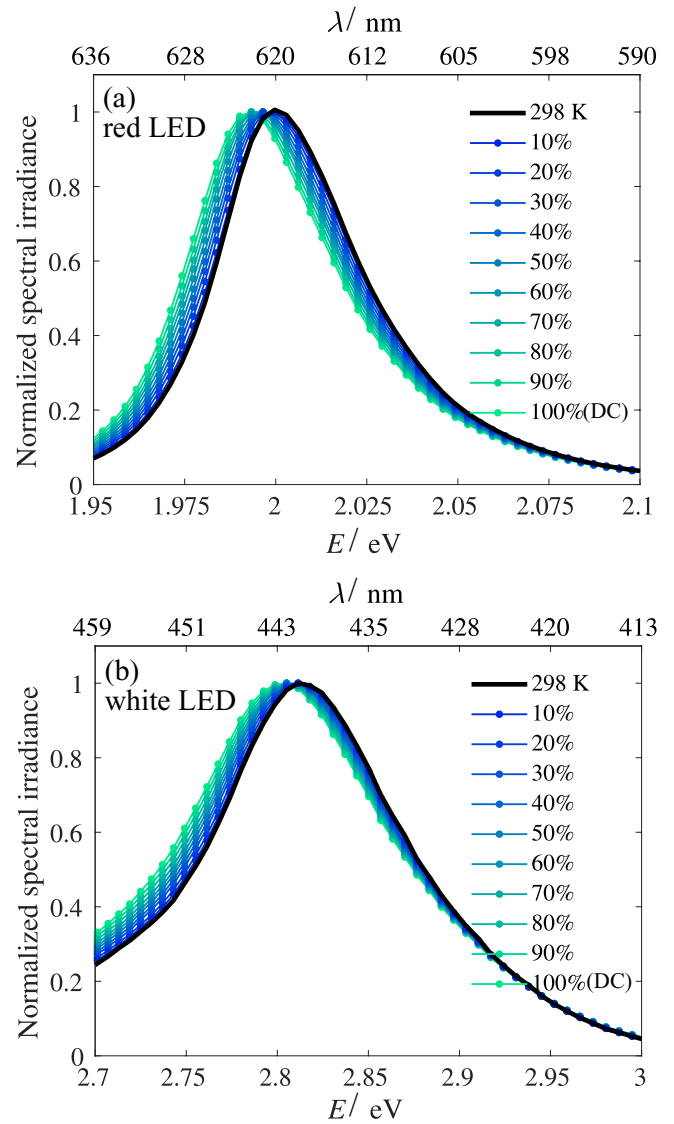 λ/ nm
636 628 620 612 605 598 590
(a)
red LED
298 K
10%
20%
30%
40%
50%
60%
70%
80%
90%
100%(DC)
Normalized spectral irradiance
1
0.8
0.6
0.4
0.2
0
1.95 1.975 2 2.025 2.05 2.075 2.1
E/ eV
λ/ nm
459 451 443 435 428 420 413
(b)
white LED
298 K
10%
20%
30%
40%
50%
60%
70%
80%
90%
100%(DC)
Normalized spectral irradiance
1
0.8
0.6
0.4
0.2
0
2.7 2.75 2.8 2.85 2.9 2.95 3
E/ eV